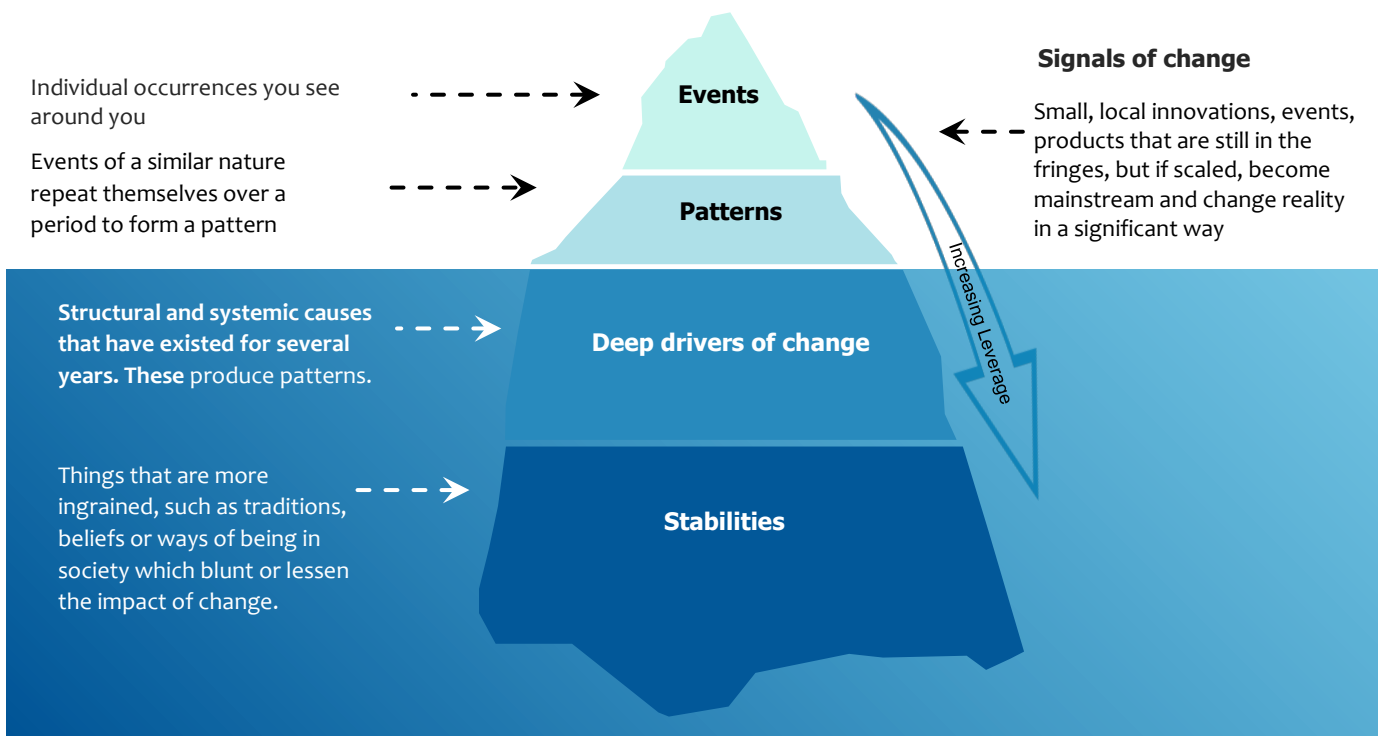 Individual occurrences you see
around you
Events of a similar nature
repeat themselves over a
period to form a pattern
Structural and systemic causes
that have existed for several
years. These produce patterns.
Things that are more
ingrained, such as traditions,
beliefs or ways of being in
society which blunt or lessen
the impact of change.
Events
Patterns
Deep drivers of change
Stabilities
Increasing Leverage
Signals of change
Small, local innovations, events,
products that are still in the
fringes, but if scaled, become
mainstream and change reality
in a significant way